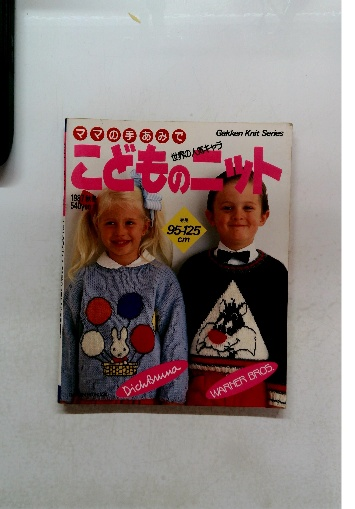 ママの手あみで
Gakken Knit Series
世界の人気キャラ
こどものニット
540
95-125
cm
Dick Bruna
WARNER BROS.